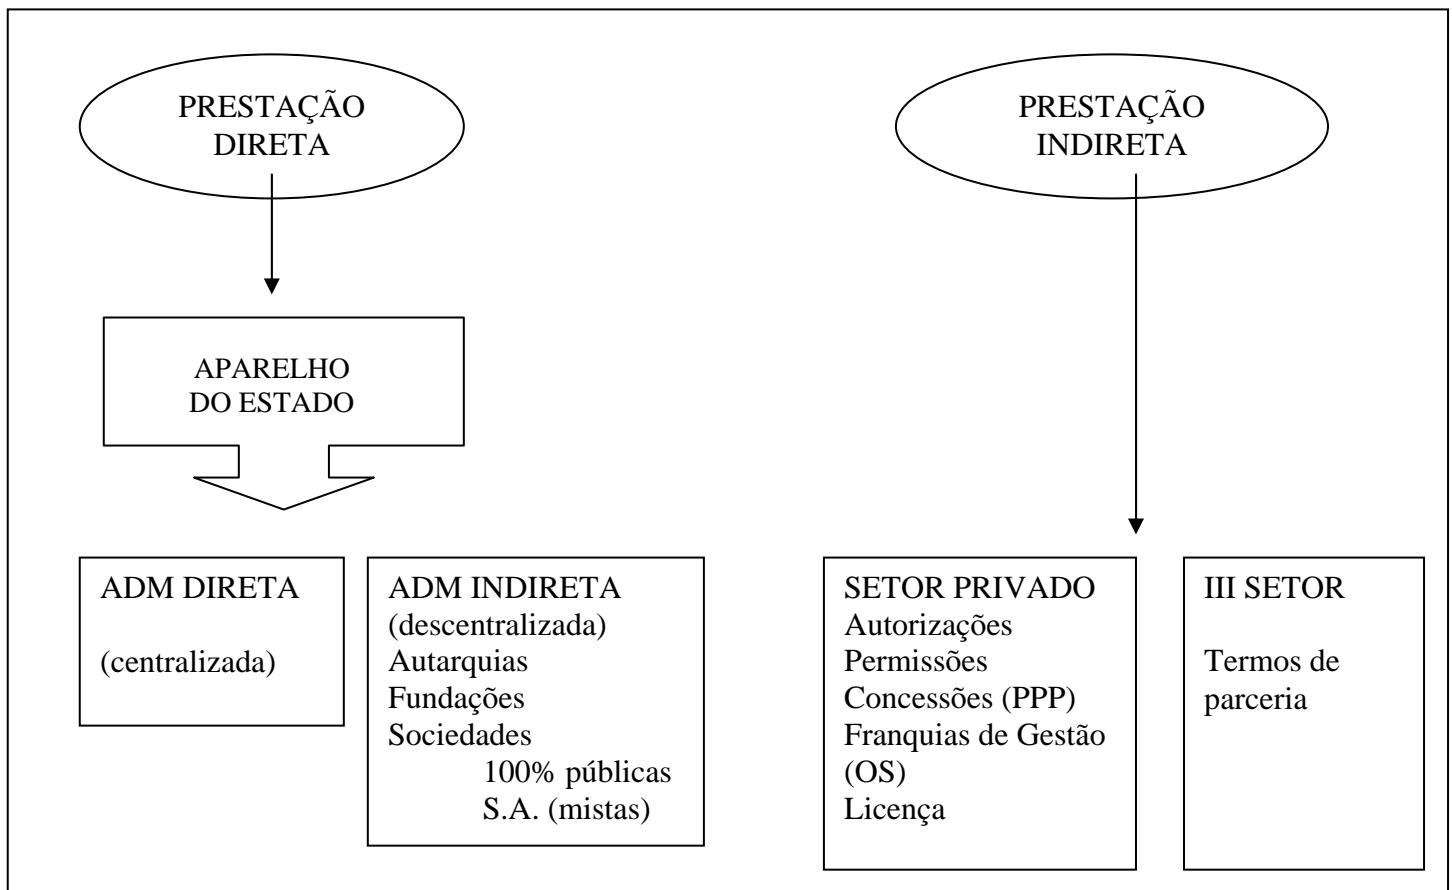 PRESTAÇÃO
DIRETA
PRESTAÇÃO
INDIRETA
APARELHO
DO ESTADO
ADM DIRETA
(centralizada)
ADM INDIRETA
(descentralizada)
Autarquias
Fundações
Sociedades
100% públicas
S.A. (mistas)
SETOR PRIVADO
Autorizações
Permissões
Concessões (PPP)
Franquias de Gestão
(OS)
Licença
III SETOR
Termos de
parceria